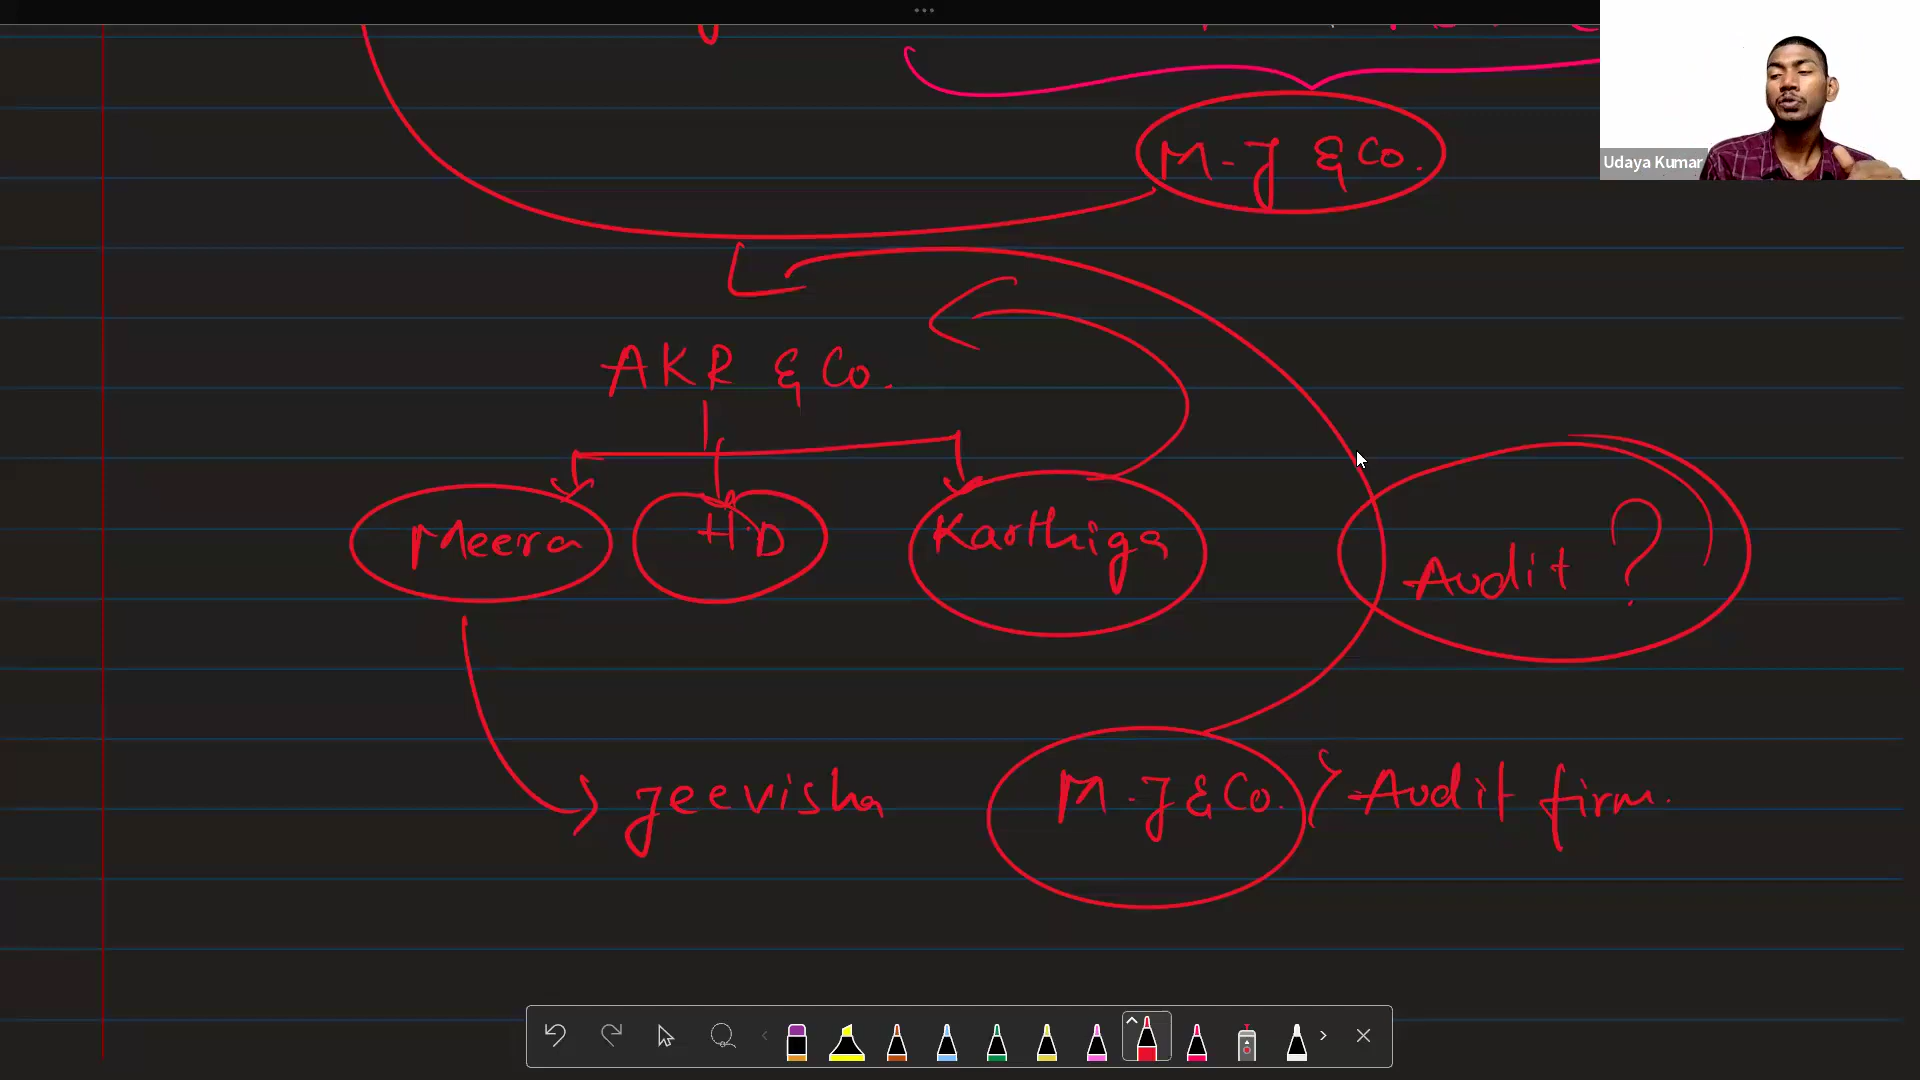 Udaya Kumar
M-J & Co.
AKR & Co.
Meera H.D Karthiga
Audit ?
Jeevisha M-J & Co. - Audit firm.